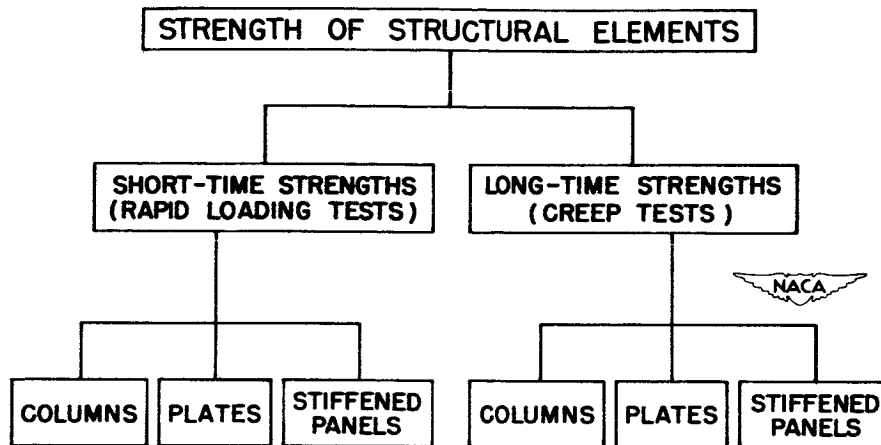 STRENGTH OF STRUCTURAL ELEMENTS
SHORT-TIME STRENGTHS
(RAPID LOADING TESTS)
LONG-TIME STRENGTHS
(CREEP TESTS)
NACA
COLUMNS
PLATES
STIFFENED
PANELS
COLUMNS
PLATES
STIFFENED
PANELS